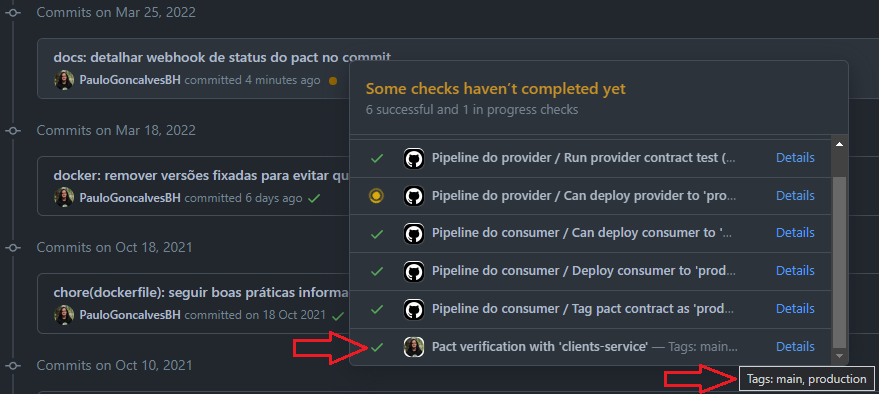 Commits on Mar 25, 2022
docs: detalhar webhook de status do pact no commit
PauloGoncalvesBH committed 4 minutes ago
Some checks haven't completed yet
6 successful and 1 in progress checks
Commits on Mar 18, 2022
Pipeline do provider / Run provider contract test (... Details
docker: remover versões fixadas para evitar qu
PauloGoncalvesBH committed 6 days ago
Pipeline do provider / Can deploy provider to 'pro... Details
Pipeline do consumer / Can deploy consumer to '... Details
Commits on Oct 18, 2021
Pipeline do consumer / Deploy consumer to 'prod... Details
chore(dockerfile): seguir boas práticas informa
PauloGoncalvesBH committed on 18 Oct 2021
Pipeline do consumer / Tag pact contract as 'prod... Details
Pact verification with 'clients-service' — Tags: main... Details
Commits on Oct 10, 2021
Tags: main, production